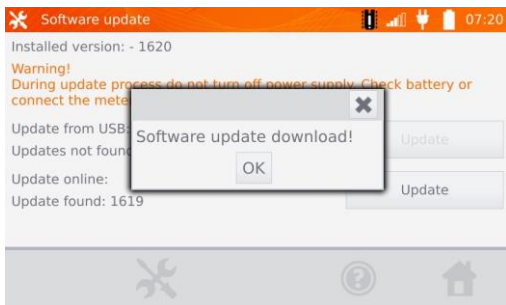 Software update
07:20
Installed version: - 1620
Warning!
During update process do not turn off power supply. Check battery or
connect the mete
Update from USB:
Updates not foun
Update
Software update download!
OK
Update online:
Update found: 1619
Update